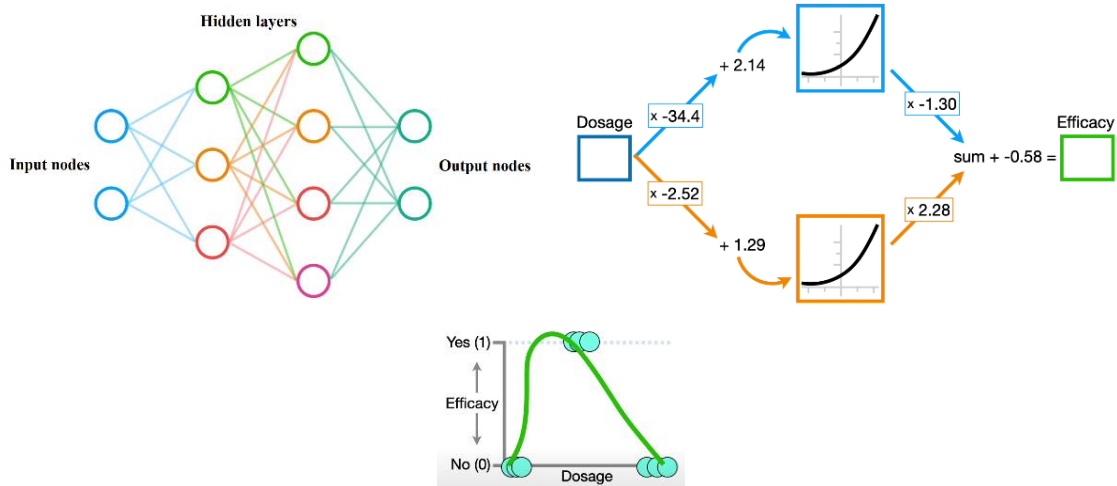 Hidden layers
Input nodes
Output nodes
+ 2.14
x -34.4
x -1.30
Dosage
Efficacy
sum + -0.58 =
x -2.52
x 2.28
+ 1.29
Yes (1)
Efficacy
No (0)
Dosage